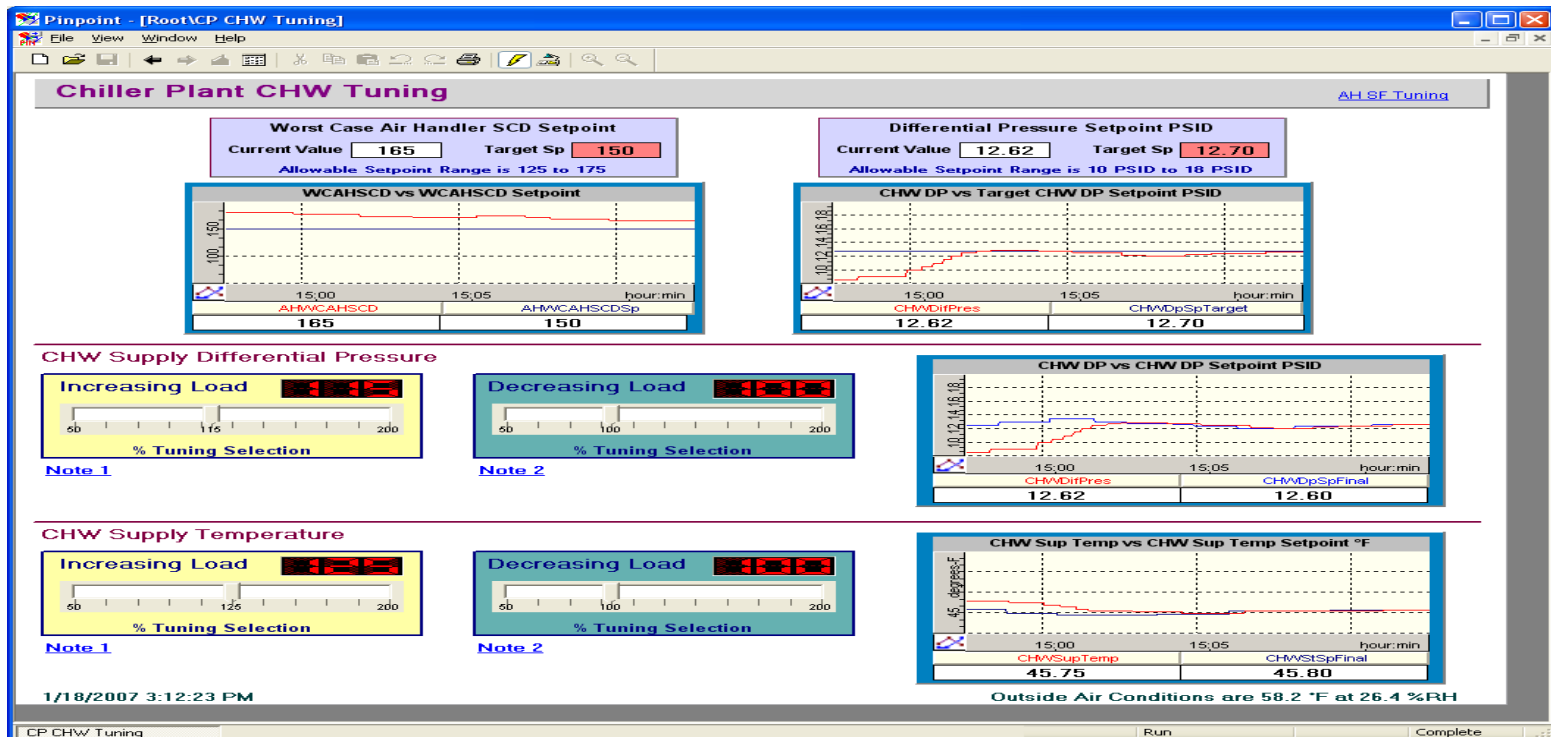 Pinpoint - [Root\CP CHW Tuning]
File View Window Help
Chiller Plant CHW Tuning
AH SF Tuning
Worst Case Air Handler SCD Setpoint
Current Value 165 Target Sp 150
Allowable Setpoint Range is 125 to 175
Differential Pressure Setpoint PSID
Current Value 12.62 Target Sp 12.70
Allowable Setpoint Range is 10 PSID to 18 PSID
WCAHSCD vs WCAHSCD Setpoint
150
100
15:00 15:05 hour:min
AHWCAHSCD AHWCAHSCDSp
165 150
CHW DP vs Target CHW DP Setpoint PSID
10 12 14 16 18
15:00 15:05 hour:min
CHWDifPres CHWDpSpTarget
12.62 12.70
CHW Supply Differential Pressure
Increasing Load 115
50 115 200
% Tuning Selection
Note 1
Decreasing Load 100
50 100 200
% Tuning Selection
Note 2
CHW DP vs CHW DP Setpoint PSID
10 12 14 16 18
15:00 15:05 hour:min
CHWDifPres CHWDpSpFinal
12.62 12.60
CHW Supply Temperature
Increasing Load 125
50 125 200
% Tuning Selection
Note 1
Decreasing Load 100
50 100 200
% Tuning Selection
Note 2
CHW Sup Temp vs CHW Sup Temp Setpoint °F
45 degrees-F
15:00 15:05 hour:min
CHWSupTemp CHWStSpFinal
45.75 45.80
1/18/2007 3:12:23 PM
Outside Air Conditions are 58.2 °F at 26.4 %RH
CP CHW Tuning Run Complete